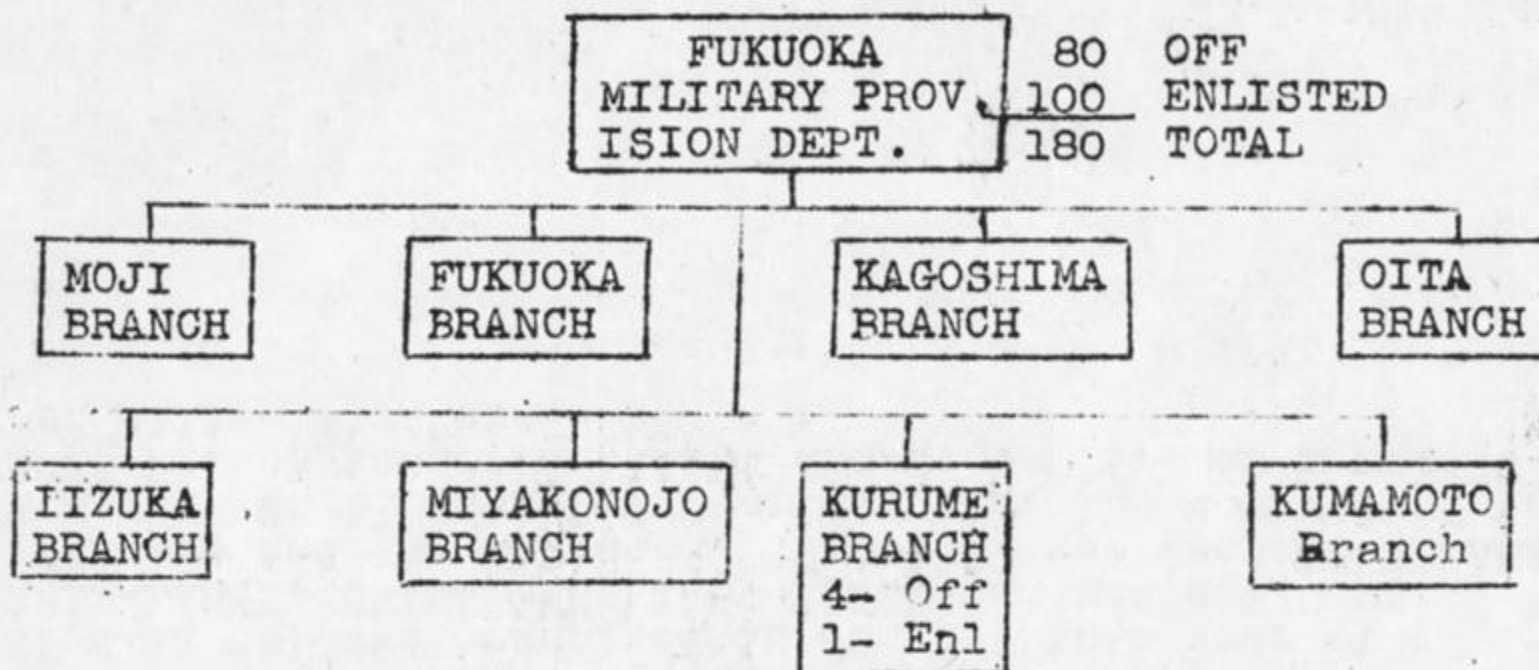 FUKUOKA
MILITARY PROV
ISION DEPT.
80 OFF
100 ENLISTED
180 TOTAL
MOJI
BRANCH
FUKUOKA
BRANCH
KAGOSHIMA
BRANCH
OITA
BRANCH
IIZUKA
BRANCH
MIYAKONOJO
BRANCH
KURUME
BRANCH
4- Off
1- Enl
KUMAMOTO
Branch